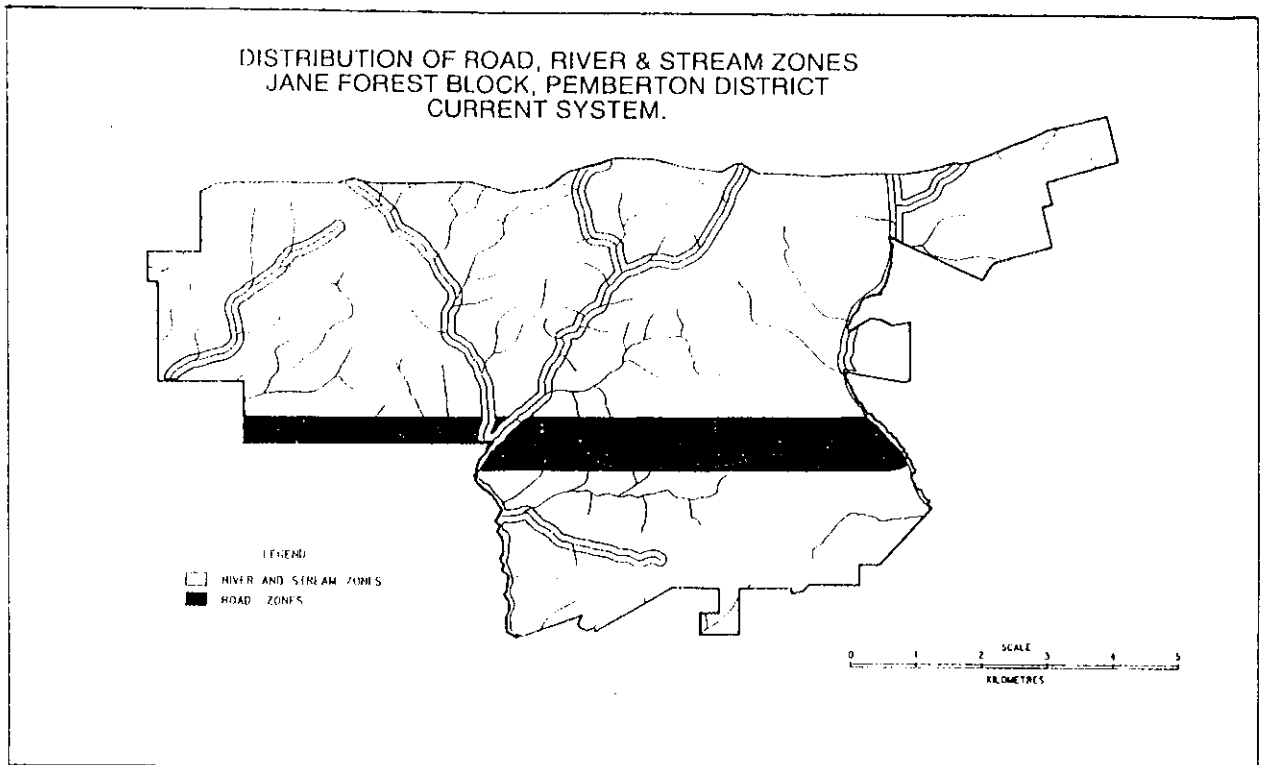 DISTRIBUTION OF ROAD, RIVER & STREAM ZONES
JANE FOREST BLOCK, PEMBERTON DISTRICT
CURRENT SYSTEM.
LEGEND
RIVER AND STREAM ZONES
ROAD ZONES
SCALE
0 1 2 3 4 5
KILOMETRES